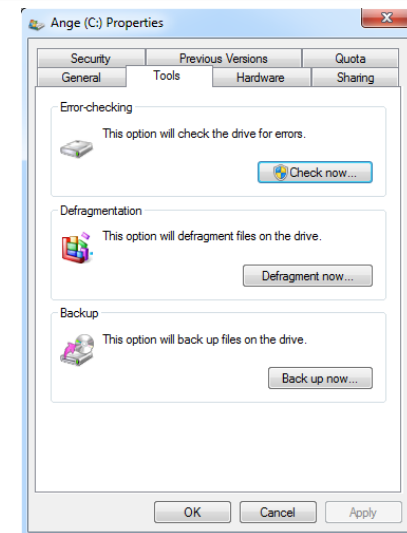 Ange (C:) Properties
Security Previous Versions Quota
General Tools Hardware Sharing
Error-checking
This option will check the drive for errors.
Check now...
Defragmentation
This option will defragment files on the drive.
Defragment now...
Backup
This option will back up files on the drive.
Back up now...
OK Cancel Apply